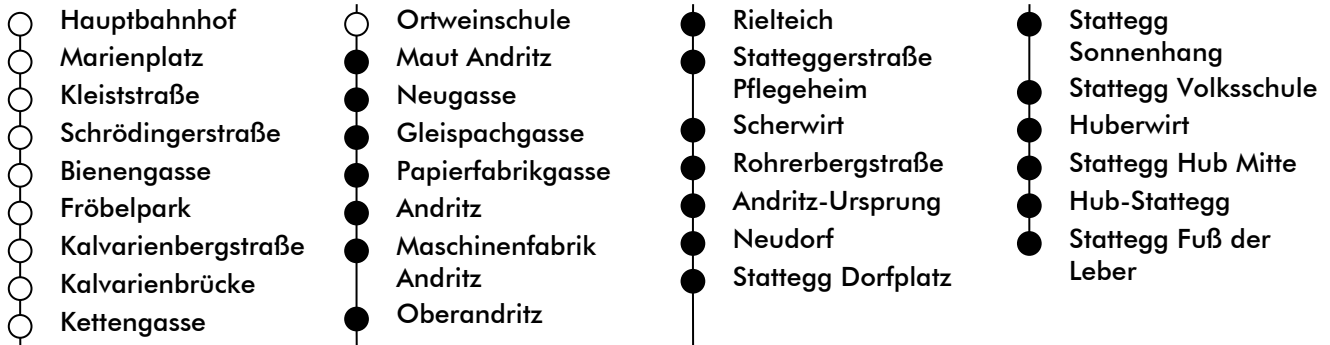 Hauptbahnhof
Marienplatz
Kleiststraße
Schrödingerstraße
Bienengasse
Fröbelpark
Kalvarienbergstraße
Kalvarienbrücke
Kettengasse
Ortweinschule
Maut Andritz
Neugasse
Gleispachgasse
Papierfabrikgasse
Andritz
Maschinenfabrik
Andritz
Oberandritz
Rielteich
Statteggerstraße
Pflegeheim
Scherwirt
Rohrerbergstraße
Andritz-Ursprung
Neudorf
Stattegg Dorfplatz
Stattegg
Sonnenhang
Stattegg Volksschule
Huberwirt
Stattegg Hub Mitte
Hub-Stattegg
Stattegg Fuß der
Leber